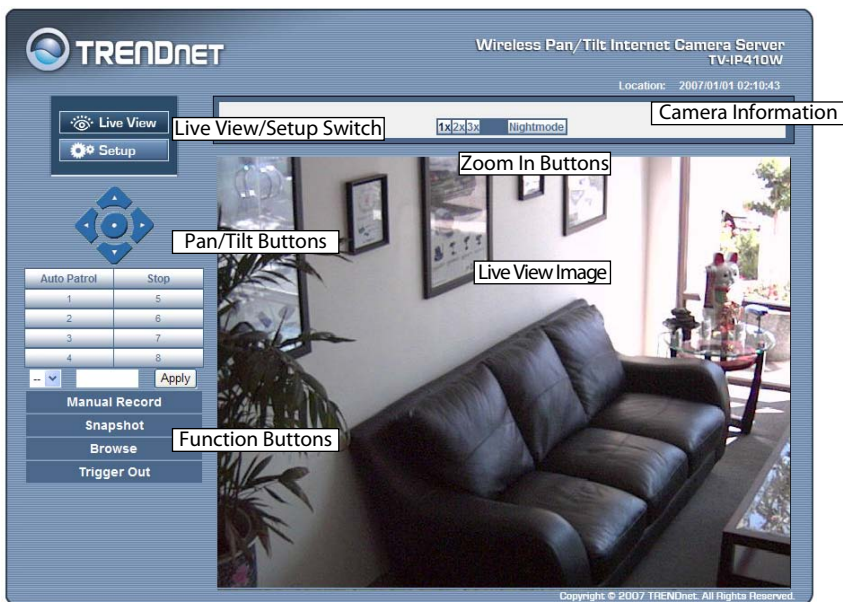 TRENDnet
Wireless Pan/Tilt Internet Camera Server
TV-IP410W
Location: 2007/01/01 02:10:43
Live View
Setup
Live View/Setup Switch
1x 2x 3x Nightmode
Camera Information
Zoom In Buttons
Pan/Tilt Buttons
Live View Image
Auto Patrol Stop
1 5
2 6
3 7
4 8
-- Apply
Manual Record
Snapshot
Browse
Trigger Out
Function Buttons
Copyright © 2007 TRENDnet. All Rights Reserved.